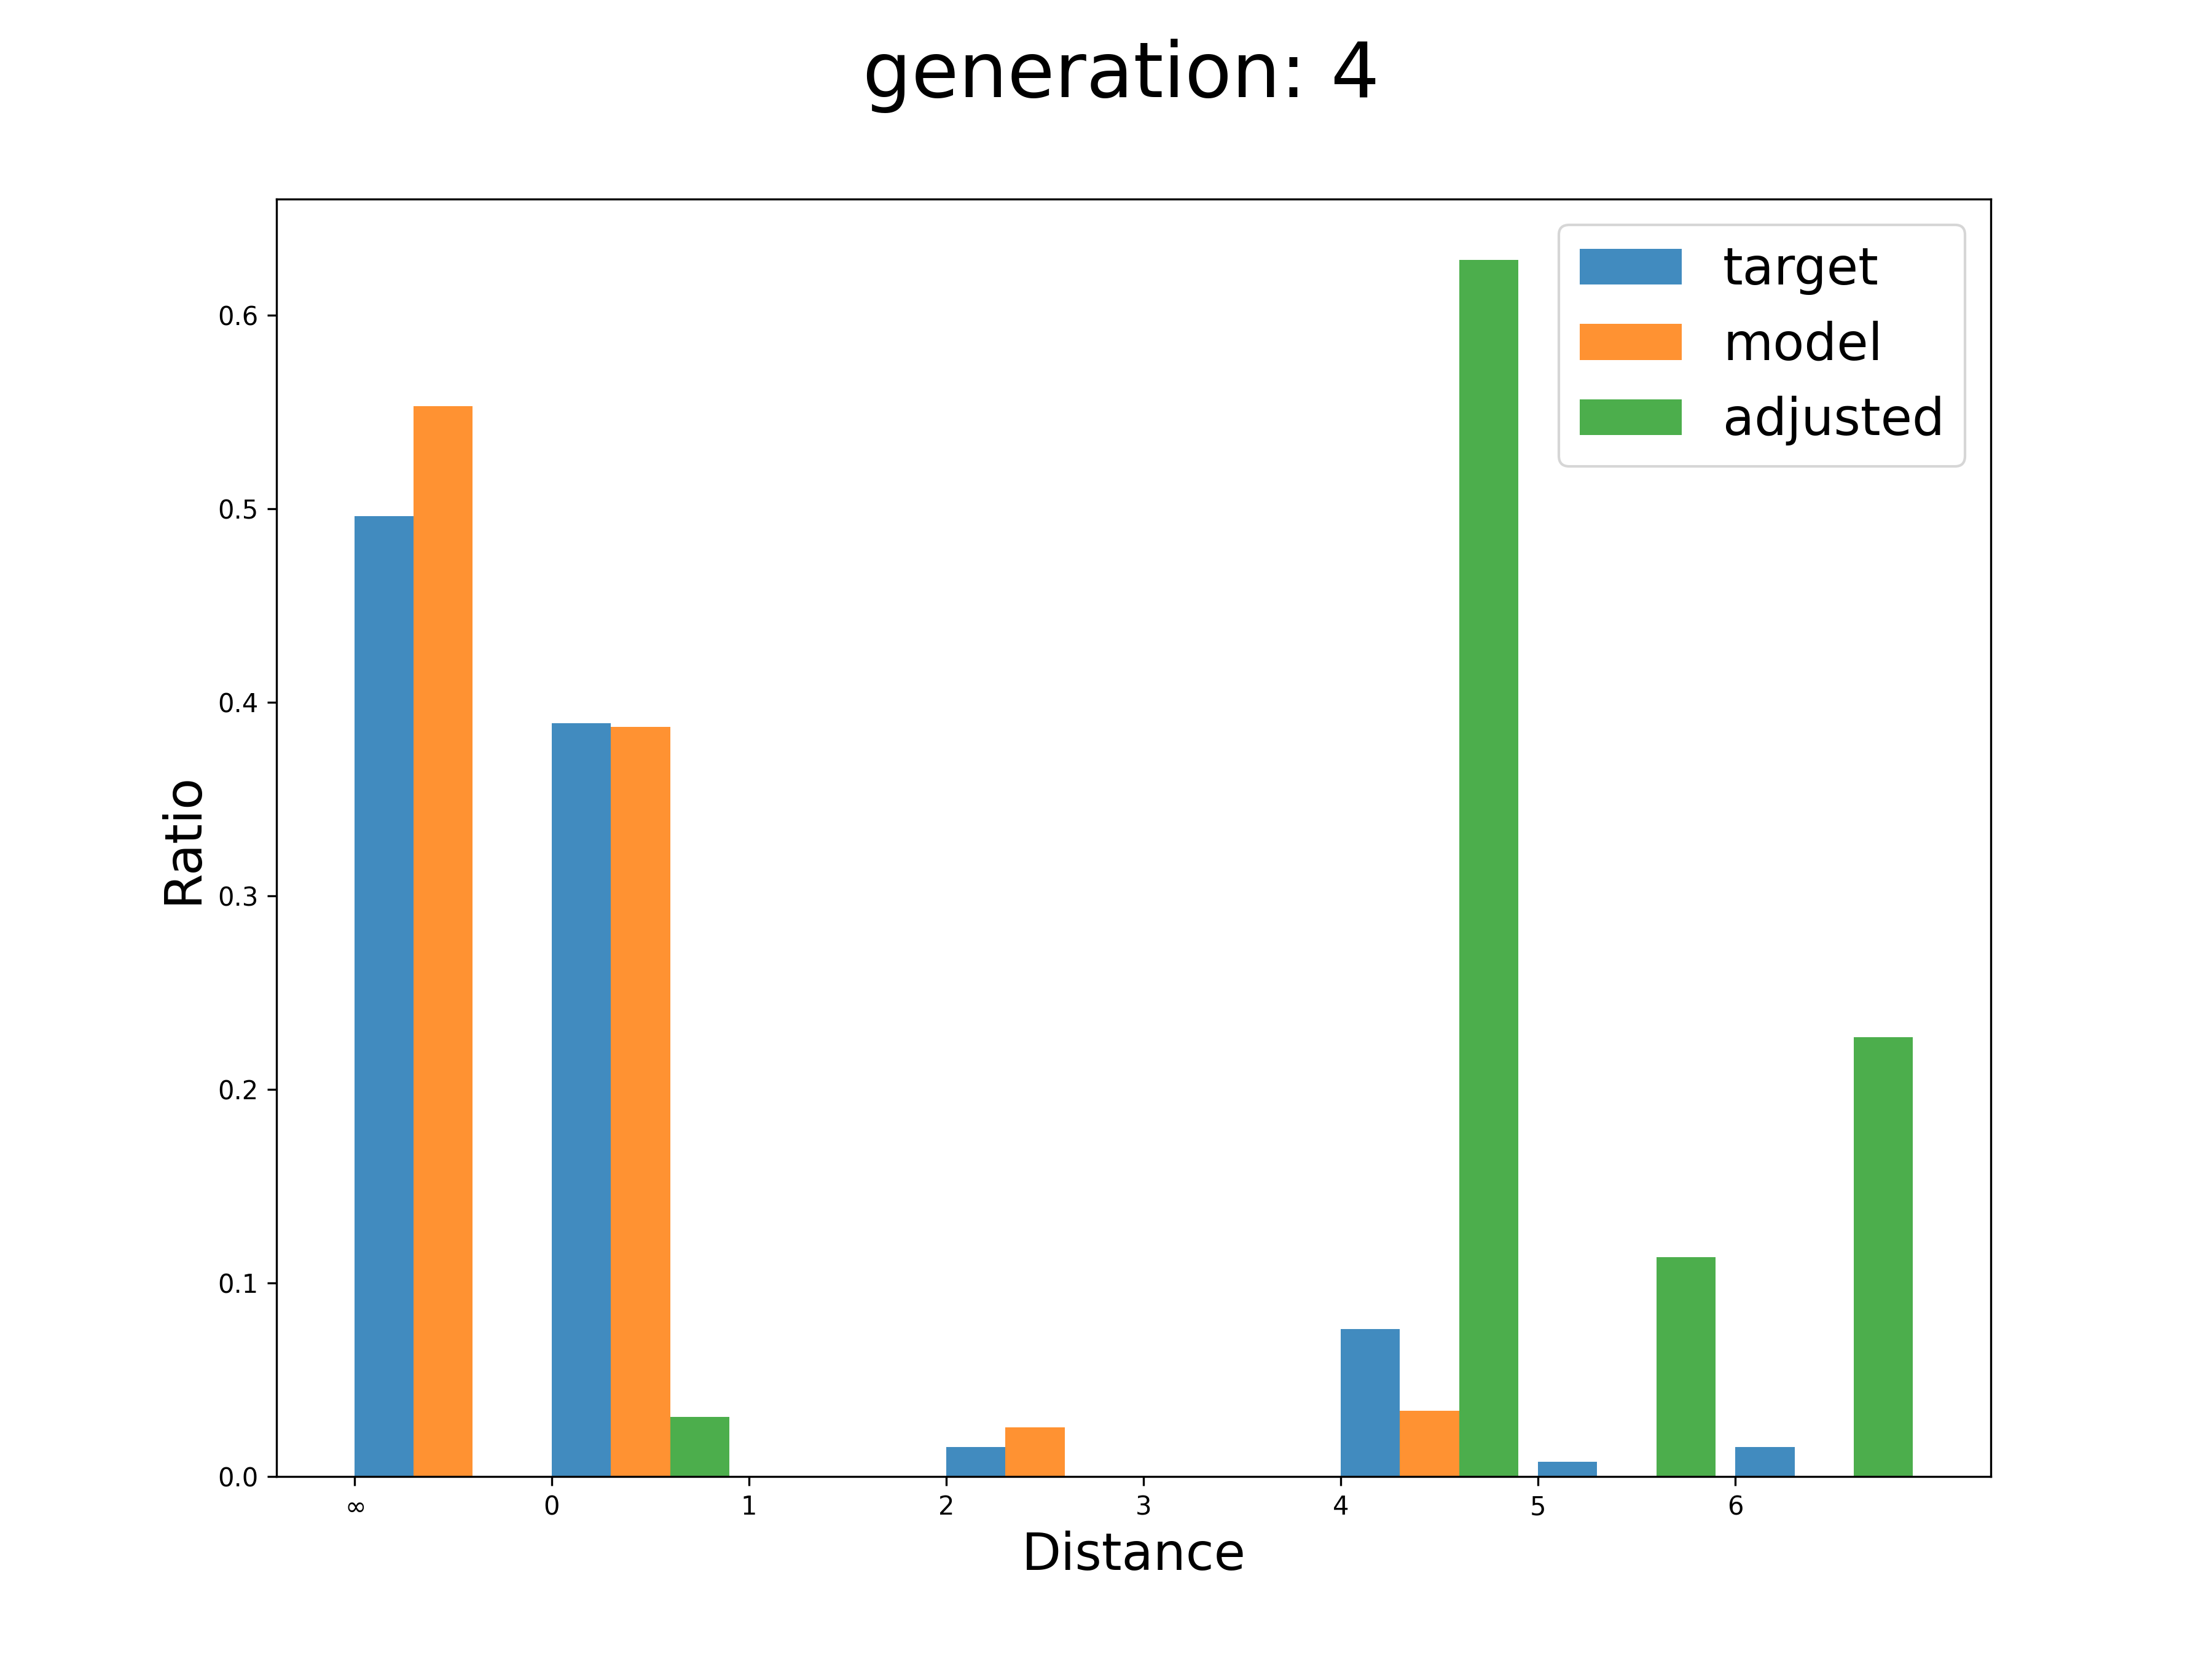 generation: 4
target
model
adjusted
Ratio
0.6
0.5
0.4
0.3
0.2
0.1
0.0
∞ 0 1 2 3 4 5 6
Distance